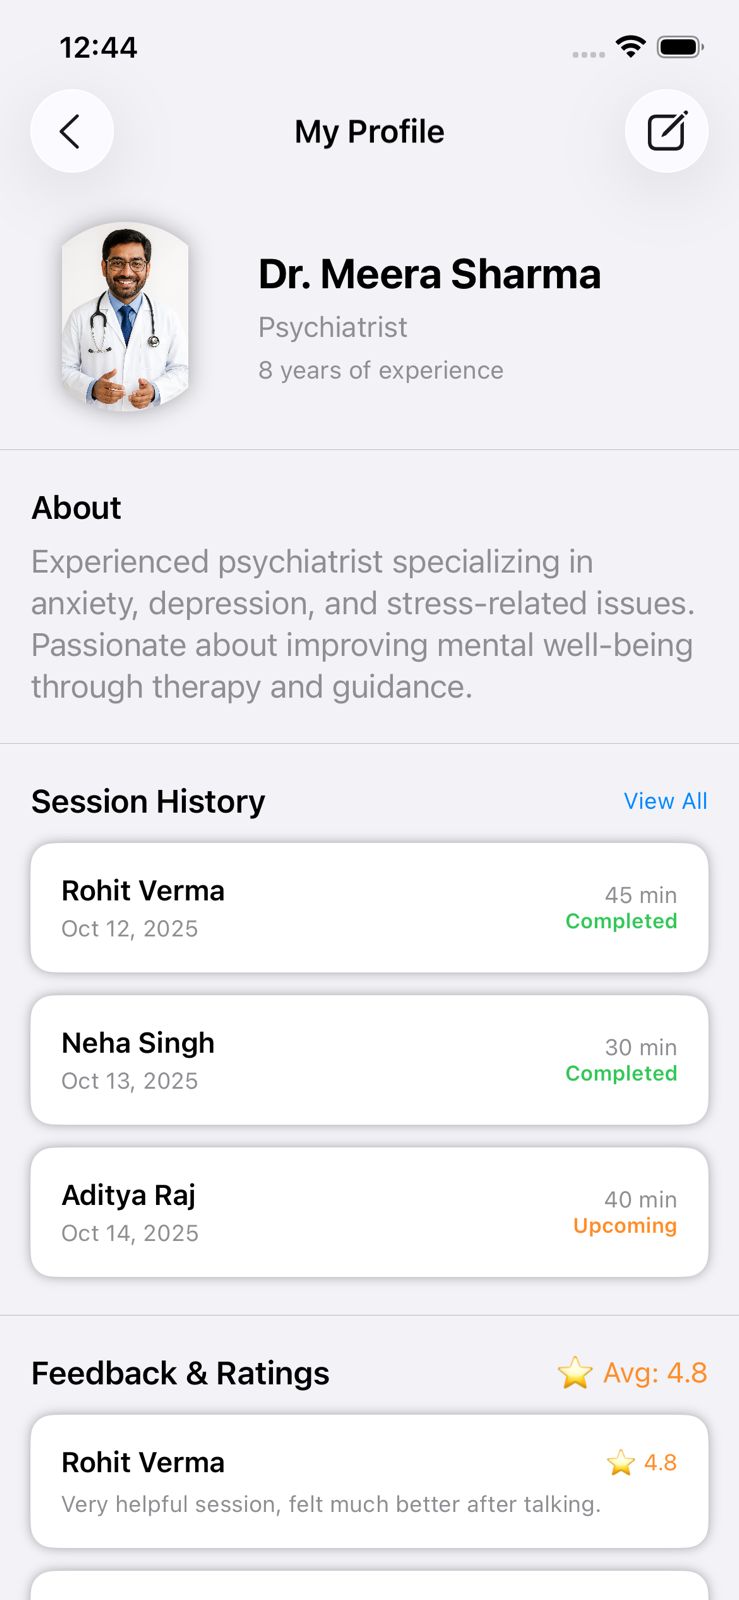 12:44
My Profile
Dr. Meera Sharma
Psychiatrist
8 years of experience
About
Experienced psychiatrist specializing in
anxiety, depression, and stress-related issues.
Passionate about improving mental well-being
through therapy and guidance.
Session History
View All
Rohit Verma
45 min
Oct 12, 2025
Completed
Neha Singh
30 min
Oct 13, 2025
Completed
Aditya Raj
40 min
Oct 14, 2025
Upcoming
Feedback & Ratings
⭐ Avg: 4.8
Rohit Verma
⭐ 4.8
Very helpful session, felt much better after talking.